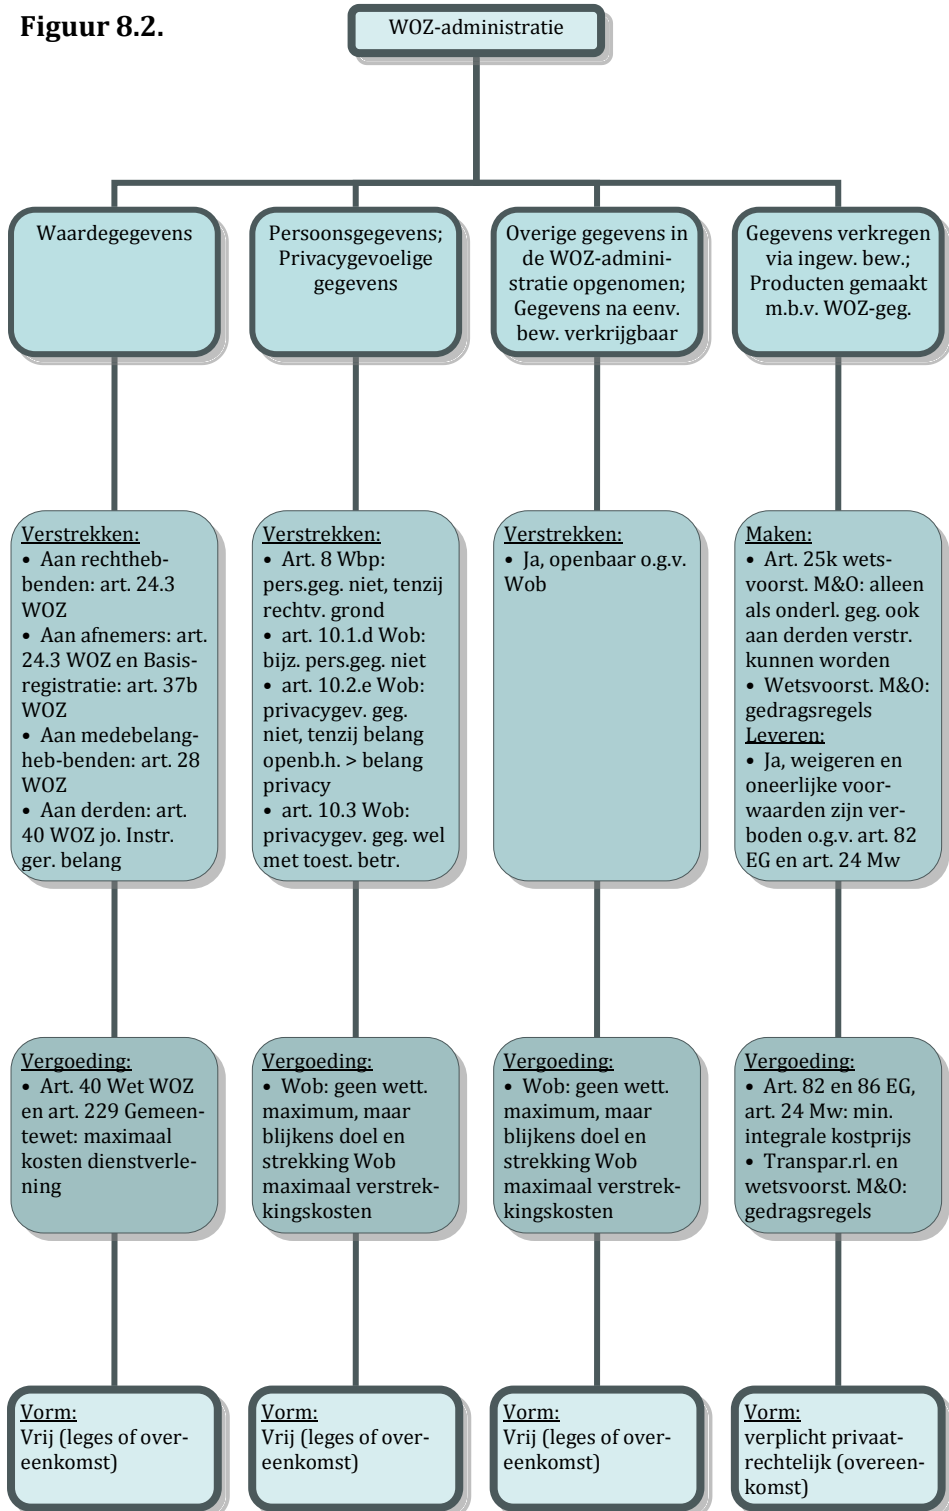 Figuur 8.2.
WOZ-administratie
Waardegegevens
Persoonsgegevens;
Privacygevoelige
gegevens
Overige gegevens in
de WOZ-admini-
stratie opgenomen;
Gegevens na eenv.
bew. verkrijgbaar
Gegevens verkregen
via ingew. bew.;
Producten gemaakt
m.b.v. WOZ-geg.
Verstrekken:
• Aan rechtheb-
benden: art. 24.3
WOZ
• Aan afnemers: art.
24.3 WOZ en Basis-
registratie: art. 37b
WOZ
• Aan medebelang-
heb-benden: art. 28
WOZ
• Aan derden: art.
40 WOZ jo. Instr.
ger. belang
Verstrekken:
• Art. 8 Wbp:
pers.geg. niet, tenzij
rechtv. grond
• art. 10.1.d Wob:
bijz. pers.geg. niet
• art. 10.2.e Wob:
privacygev. geg.
niet, tenzij belang
openb.h. > belang
privacy
• art. 10.3 Wob:
privacygev. geg. wel
met toest. betr.
Verstrekken:
• Ja, openbaar o.g.v.
Wob
Maken:
• Art. 25k wets-
voorst. M&O: alleen
als onderl. geg. ook
aan derden verstr.
kunnen worden
• Wetsvoorst. M&O:
gedragsregels
Leveren:
• Ja, weigeren en
oneerlijke voor-
waarden zijn ver-
boden o.g.v. art. 82
EG en art. 24 Mw
Vergoeding:
• Art. 40 Wet WOZ
en art. 229 Gemeen-
tewet: maximaal
kosten dienstverle-
ning
Vergoeding:
• Wob: geen wett.
maximum, maar
blijkens doel en
strekking Wob
maximaal verstrek-
kingskosten
Vergoeding:
• Wob: geen wett.
maximum, maar
blijkens doel en
strekking Wob
maximaal verstrek-
kingskosten
Vergoeding:
• Art. 82 en 86 EG,
art. 24 Mw: min.
integrale kostprijs
• Transpar.rl. en
wetsvoorst. M&O:
gedragsregels
Vorm:
Vrij (leges of over-
eenkomst)
Vorm:
Vrij (leges of over-
eenkomst)
Vorm:
Vrij (leges of over-
eenkomst)
Vorm:
verplicht privaat-
rechtelijk (overeen-
komst)